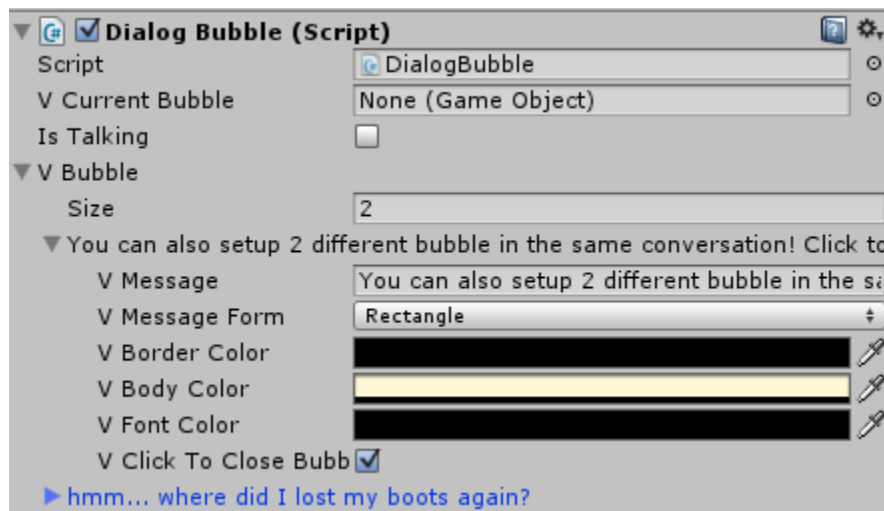 Dialog Bubble (Script)
Script DialogBubble
V Current Bubble None (Game Object)
Is Talking
V Bubble
Size 2
You can also setup 2 different bubble in the same conversation! Click to
V Message You can also setup 2 different bubble in the sa
V Message Form Rectangle
V Border Color
V Body Color
V Font Color
V Click To Close Bubb
hmm... where did I lost my boots again?